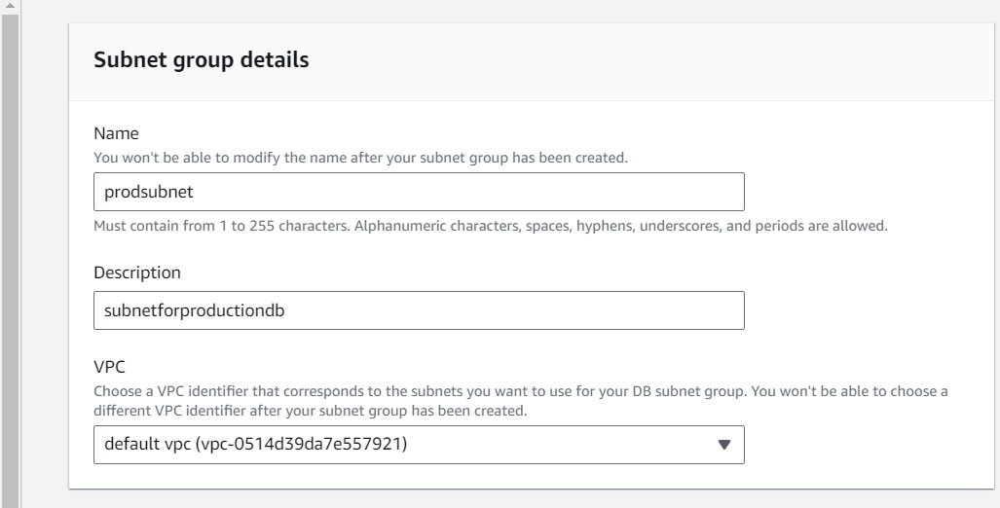 Subnet group details
Name
You won't be able to modify the name after your subnet group has been created.
prodsubnet
Must contain from 1 to 255 characters. Alphanumeric characters, spaces, hyphens, underscores, and periods are allowed.
Description
subnetforproductiondb
VPC
Choose a VPC identifier that corresponds to the subnets you want to use for your DB subnet group. You won't be able to choose a
different VPC identifier after your subnet group has been created.
default vpc (vpc-0514d39da7e557921)